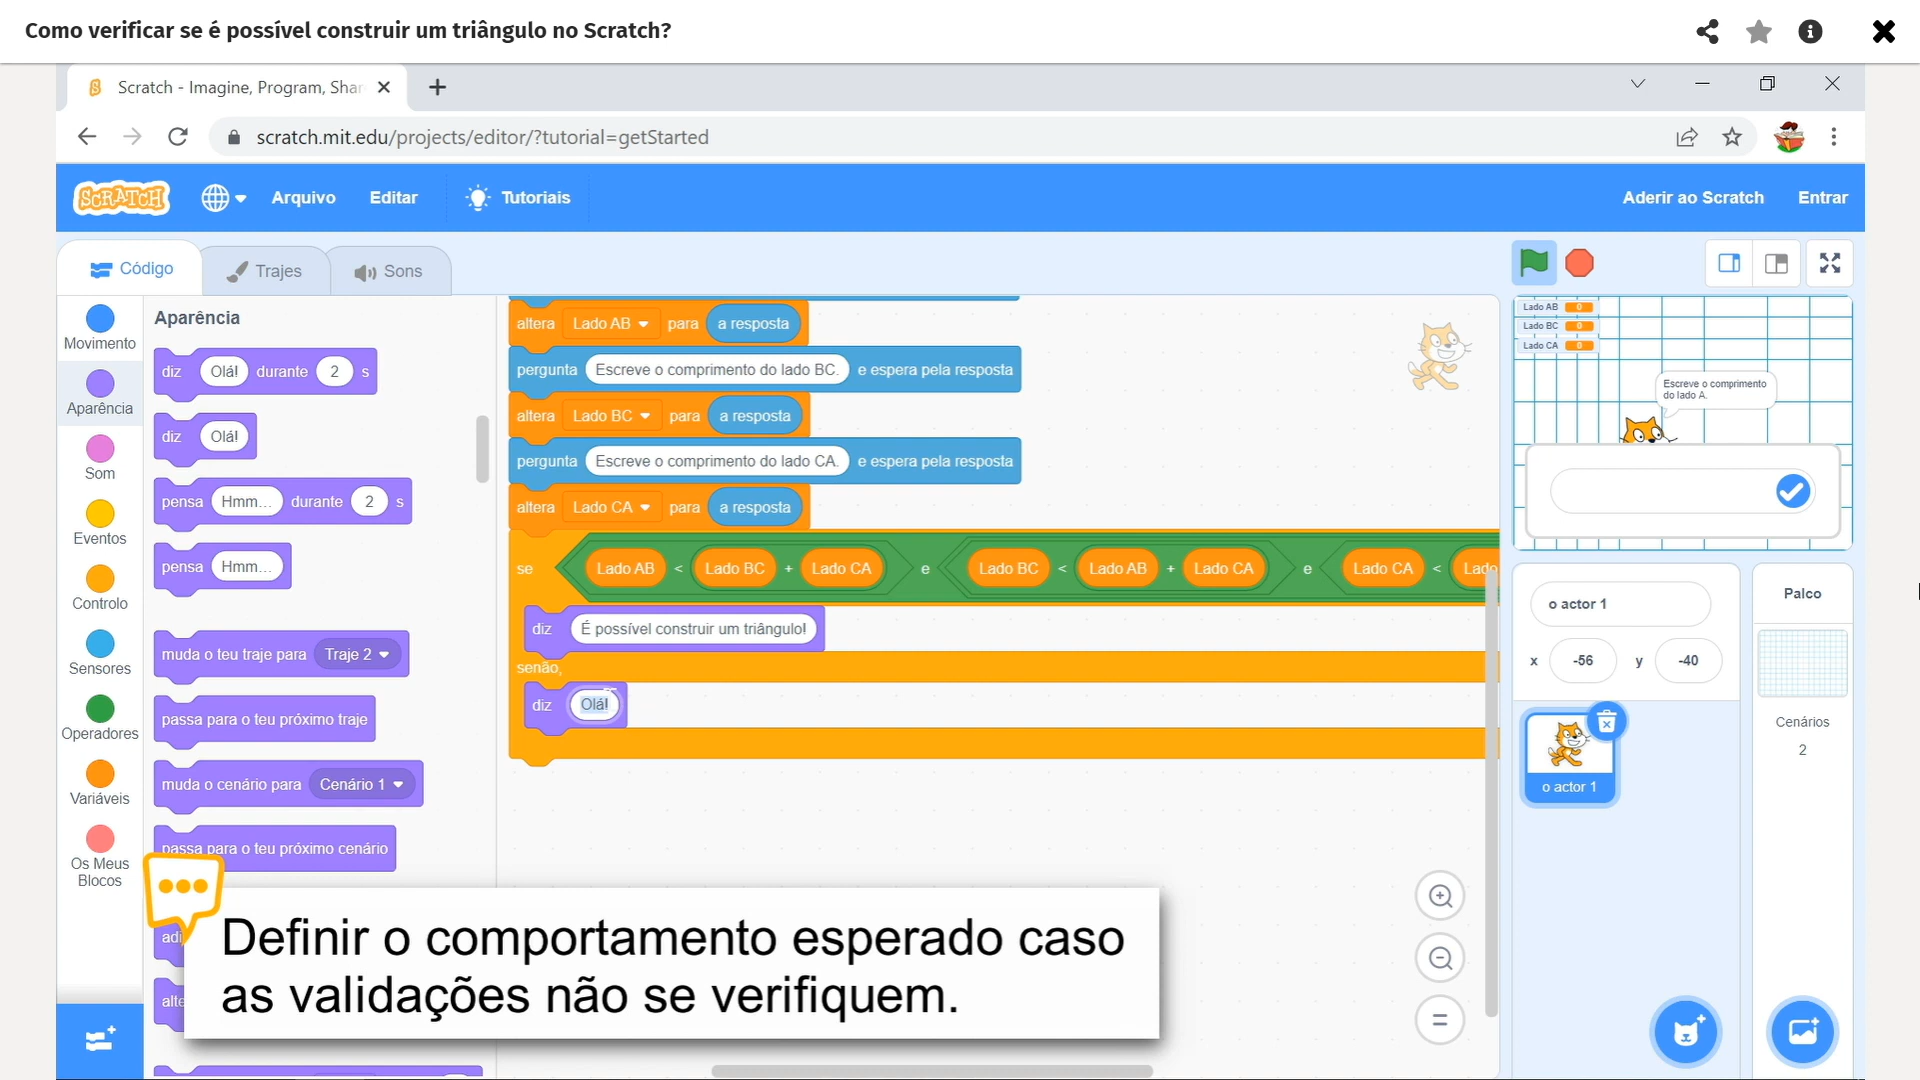 Como verificar se é possível construir um triângulo no Scratch?
Scratch - Imagine, Program, Shar
scratch.mit.edu/projects/editor/?tutorial=getStarted
SCRATCH
Arquivo
Editar
Tutoriais
Aderir ao Scratch
Entrar
Código
Trajes
Sons
Movimento
Aparência
Som
Eventos
Controlo
Sensores
Operadores
Variáveis
Os Meus
Blocos
Aparência
diz Olá! durante 2 s
diz Olá!
pensa Hmm... durante 2 s
pensa Hmm...
muda o teu traje para Traje 2
passa para o teu próximo traje
muda o cenário para Cenário 1
passa para o teu próximo cenário
altera Lado AB para a resposta
pergunta Escreve o comprimento do lado BC. e espera pela resposta
altera Lado BC para a resposta
pergunta Escreve o comprimento do lado CA. e espera pela resposta
altera Lado CA para a resposta
se Lado AB < Lado BC + Lado CA e Lado BC < Lado AB + Lado CA e Lado CA < Lado
diz É possível construir um triângulo!
senão,
diz Olá!
Lado AB 0
Lado BC 0
Lado CA 0
Escreve o comprimento
do lado A.
o actor 1
x -56 y -40
o actor 1
Palco
Cenários
2
Definir o comportamento esperado caso
as validações não se verifiquem.